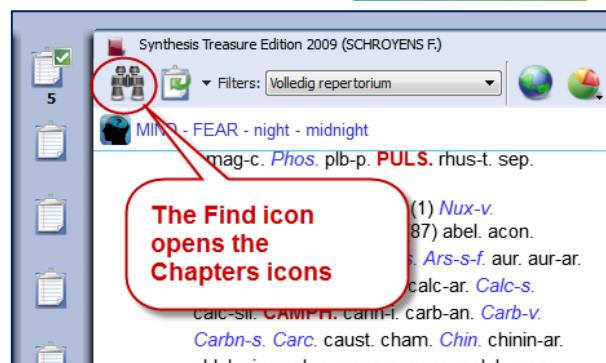 Synthesis Treasure Edition 2009 (SCHROYENS F.)
5
Filters: Volledig repertorium
MIND - FEAR - night - midnight
mag-c. Phos. plb-p. PULS. rhus-t. sep.
(1) Nux-v.
87) abel. acon.
Ars-s-f. aur. aur-ar.
calc-ar. Calc-s.
calc-sil. CAMPH. cann-i. carb-an. Carb-v.
Carbn-s. Carc. caust. cham. Chin. chinin-ar.
The Find icon
opens the
Chapters icons